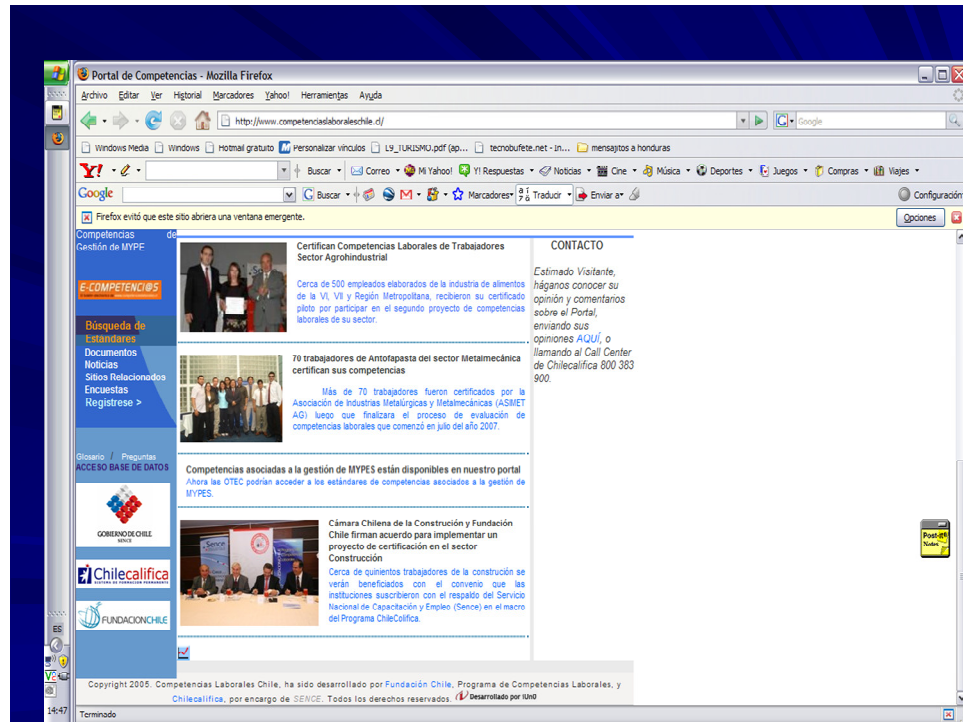 Portal de Competencias - Mozilla Firefox
Archivo Editar Ver Historial Marcadores Yahoo! Herramientas Ayuda
http://www.competenciaslaboraleschile.cl/
Google
Windows Media Windows Hotmail gratuito Personalizar vínculos L9_TURISMO.pdf (ap... tecnobufete.net - In... mensajitos a honduras
Y! Buscar Correo Mi Yahoo! Y! Respuestas Noticias Cine Música Deportes Juegos Compras Viajes
Google Buscar Marcadores Traducir Enviar a Configuración
Firefox evitó que este sitio abriera una ventana emergente.
Opciones
Competencias de
Gestión de MYPE
E-COMPETENCI@S
Búsqueda de
Estándares
Documentos
Noticias
Sitios Relacionados
Encuestas
Regístrese >
Glosario / Preguntas
ACCESO BASE DE DATOS
GOBIERNO DE CHILE
SENCE
Chilecalifica
SISTEMA DE FORMACION PERMANENTE
FUNDACIONCHILE
Certifican Competencias Laborales de Trabajadores
Sector Agrohindustrial
Cerca de 500 empleados elaborados de la industria de alimentos
de la VI, VII y Región Metropolitana, recibieron su certificado
piloto por participar en el segundo proyecto de competencias
laborales de su sector.
70 trabajadores de Antofapasta del sector Metalmecánica
certifican sus competencias
Más de 70 trabajadores fueron certificados por la
Asociación de Industrias Metalúrgicas y Metalmecánicas (ASIMET
AG) luego que finalizara el proceso de evaluación de
competencias laborales que comenzó en julio del año 2007.
Competencias asociadas a la gestión de MYPES están disponibles en nuestro portal
Ahora las OTEC podrían acceder a los estándares de competencias asociados a la gestión de
MYPES.
Sence
Cámara Chilena de la Construción y Fundación
Chile firman acuerdo para implementar un
proyecto de certificación en el sector
Construcción
Cerca de quinientos trabajadores de la construción se
verán beneficiados con el convenio que las
instituciones suscribieron con el respaldo del Servicio
Nacional de Capacitación y Empleo (Sence) en el macro
del Programa ChileColifica.
CONTACTO
Estimado Visitante,
háganos conocer su
opinión y comentarios
sobre el Portal,
enviando sus
opiniones AQUÍ, o
llamando al Call Center
de Chilecalifica 800 383
900.
Post-it®
Notes
Copyright 2005. Competencias Laborales Chile, ha sido desarrollado por Fundación Chile, Programa de Competencias Laborales, y
Chilecalifica, por encargo de SENCE. Todos los derechos reservados. Desarrollado por IUn0
ES
14:47
Terminado